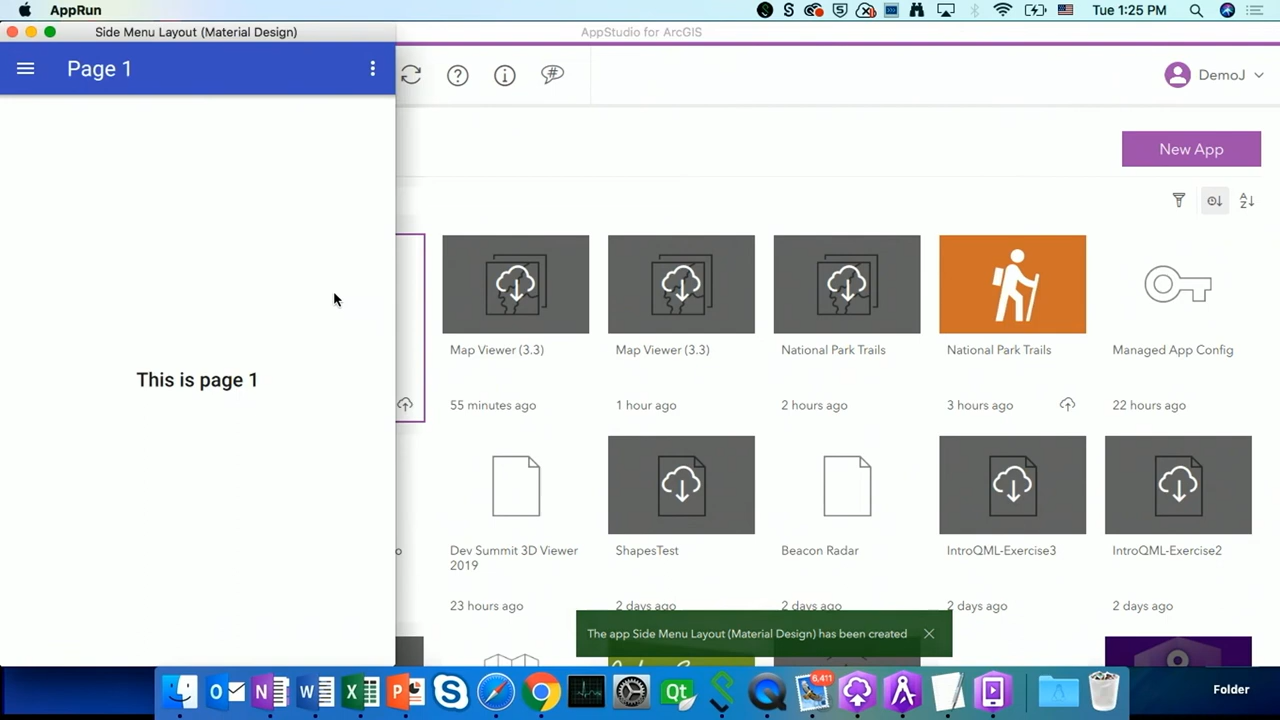 AppRun
Tue 1:25 PM
Side Menu Layout (Material Design)
AppStudio for ArcGIS
Page 1
DemoJ
New App
This is page 1
Map Viewer (3.3)
Map Viewer (3.3)
National Park Trails
National Park Trails
Managed App Config
55 minutes ago
1 hour ago
2 hours ago
3 hours ago
22 hours ago
o
Dev Summit 3D Viewer
2019
ShapesTest
Beacon Radar
IntroQML-Exercise3
IntroQML-Exercise2
23 hours ago
2 days ago
2 days ago
2 days ago
2 days ago
The app Side Menu Layout (Material Design) has been created
6,411
Qt
Folder